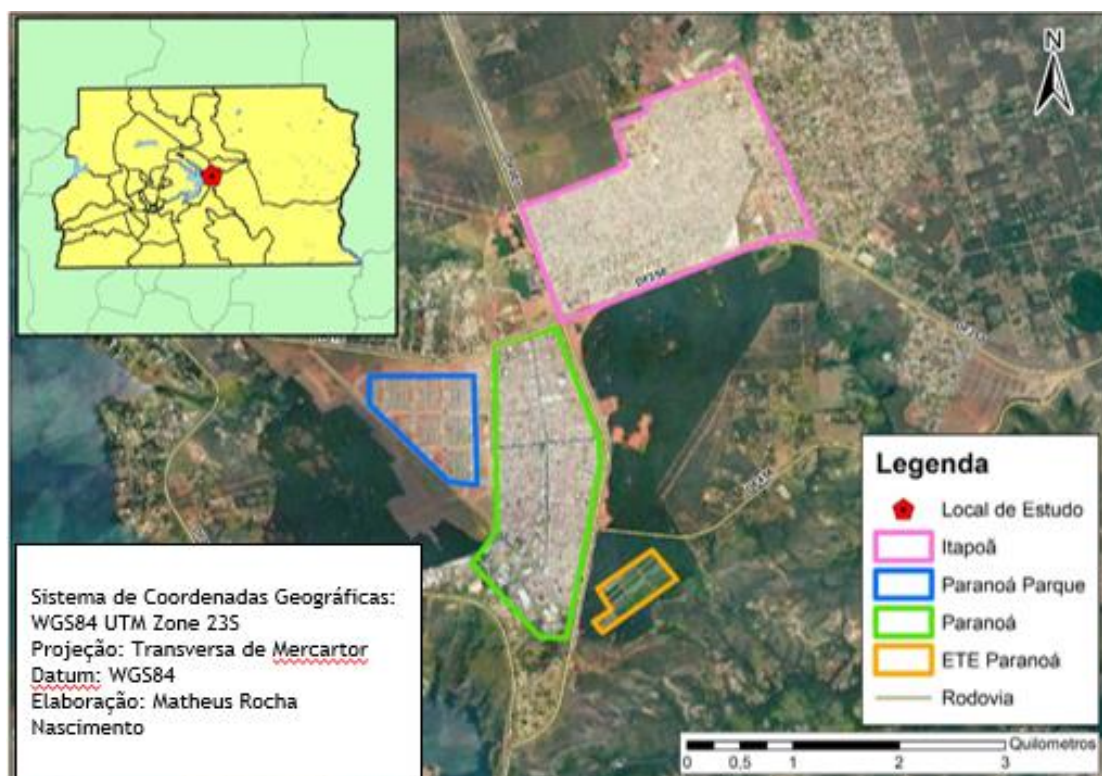 N
DF250
Legenda
Local de Estudo
Itapoã
Paranoá Parque
Paranoá
ETE Paranoá
Rodovia
Sistema de Coordenadas Geográficas:
WGS84 UTM Zone 23S
Projeção: Transversa de Mercartor
Datum: WGS84
Elaboração: Matheus Rocha
Nascimento
Quilometros
0 0,5 1 2 3